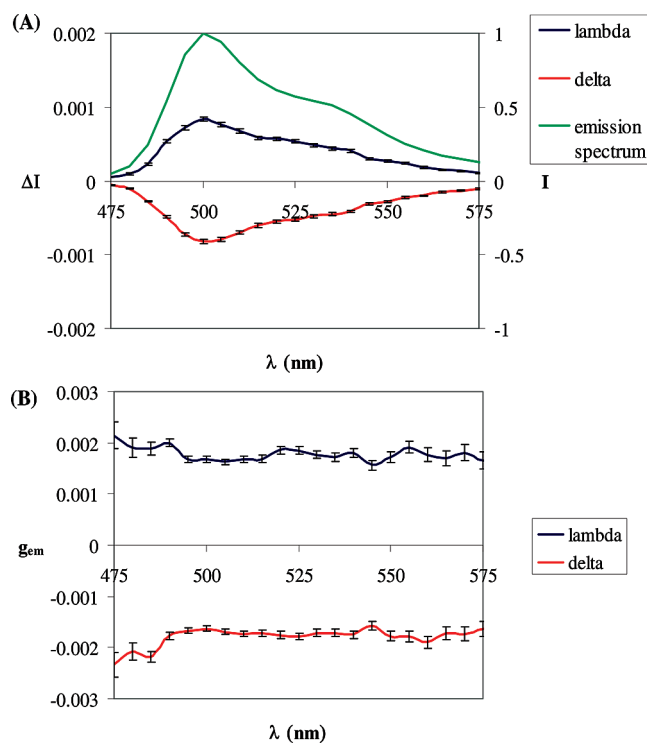 (A)
0.002
0.001
0
-0.001
-0.002
ΔI
1
0.5
0
-0.5
-1
I
475
500
525
550
575
λ (nm)
lambda
delta
emission
spectrum
(B)
0.003
0.002
0.001
0
-0.001
-0.002
-0.003
gem
475
500
525
550
575
λ (nm)
lambda
delta